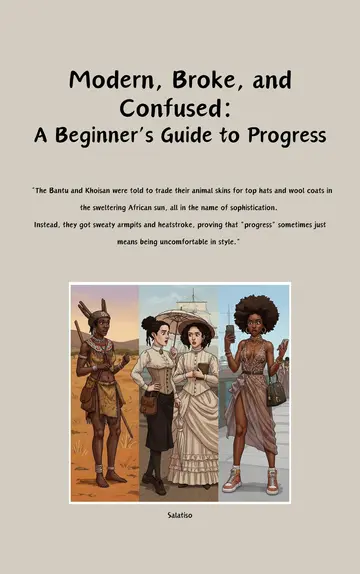 Modern, Broke, and
Confused:
A Beginner's Guide to Progress
"The Bantu and Khoisan were told to trade their animal skins for top hats and wool coats in
the sweltering African sun, all in the name of sophistication.
Instead, they got sweaty armpits and heatstroke, proving that "progress" sometimes just
means being uncomfortable in style."
Salatiso